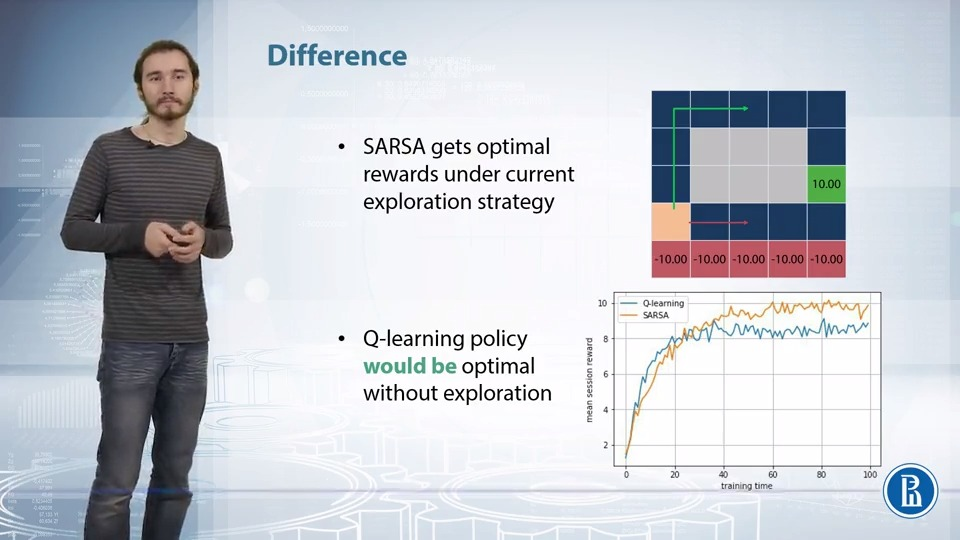 Difference
• SARSA gets optimal
rewards under current
exploration strategy
10.00
-10.00 -10.00 -10.00 -10.00 -10.00
• Q-learning policy
would be optimal
without exploration
Q-learning
SARSA
mean session reward
10
8
6
4
2
0 20 40 60 80 100
training time